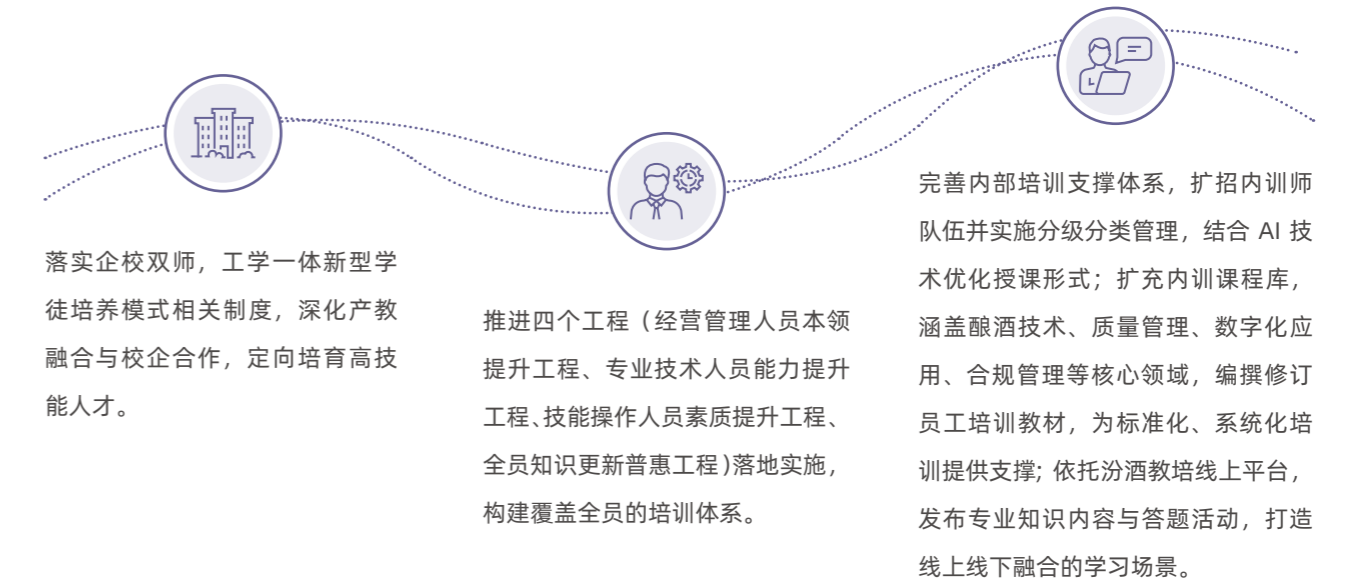 落实企校双师，工学一体新型学
徒培养模式相关制度，深化产教
融合与校企合作，定向培育高技
能人才。
推进四个工程（经营管理人员本领
提升工程、专业技术人员能力提升
工程、技能操作人员素质提升工程、
全员知识更新普惠工程）落地实施，
构建覆盖全员的培训体系。
完善内部培训支撑体系，扩招内训师
队伍并实施分级分类管理，结合 AI 技
术优化授课形式；扩充内训课程库，
涵盖酿酒技术、质量管理、数字化应
用、合规管理等核心领域，编撰修订
员工培训教材，为标准化、系统化培
训提供支撑；依托汾酒教培线上平台，
发布专业知识内容与答题活动，打造
线上线下融合的学习场景。